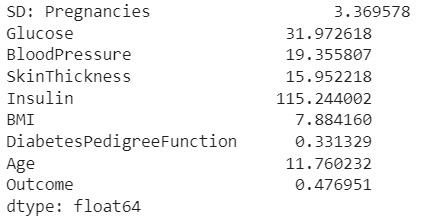 SD: Pregnancies 3.369578
Glucose 31.972618
BloodPressure 19.355807
SkinThickness 15.952218
Insulin 115.244002
BMI 7.884160
DiabetesPedigreeFunction 0.331329
Age 11.760232
Outcome 0.476951
dtype: float64